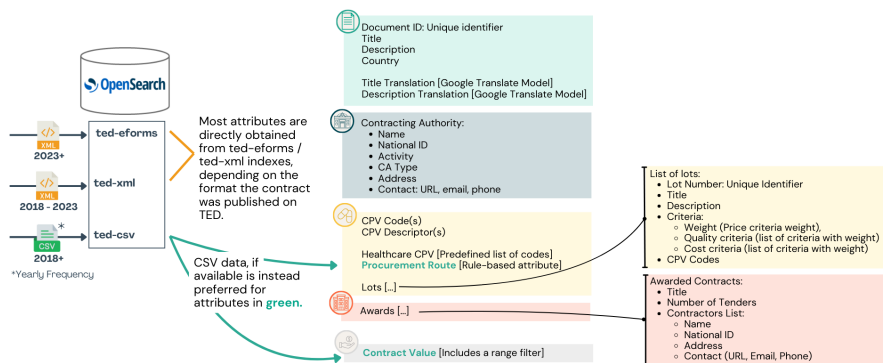 OpenSearch
ted-eforms
XML
2023+
ted-xml
XML
2018 - 2023
ted-csv
*
CSV
2018+
*Yearly Frequency
Most attributes are
directly obtained
from ted-eforms /
ted-xml indexes,
depending on the
format the contract
was published on
TED.
CSV data, if
available is instead
preferred for
attributes in green.
Document ID: Unique identifier
Title
Description
Country
Title Translation [Google Translate Model]
Description Translation [Google Translate Model]
Contracting Authority:
• Name
• National ID
• Activity
• CA Type
• Address
• Contact: URL, email, phone
CPV Code(s)
CPV Descriptor(s)
Healthcare CPV [Predefined list of codes]
Procurement Route [Rule-based attribute]
Lots [...]
Awards [...]
Contract Value [Includes a range filter]
List of lots:
• Lot Number: Unique Identifier
• Title
• Description
• Criteria:
○ Weight (Price criteria weight),
○ Quality criteria (list of criteria with weight)
○ Cost criteria (list of criteria with weight)
• CPV Codes
Awarded Contracts:
• Title
• Number of Tenders
• Contractors List:
○ Name
○ National ID
○ Address
○ Contact (URL, Email, Phone)